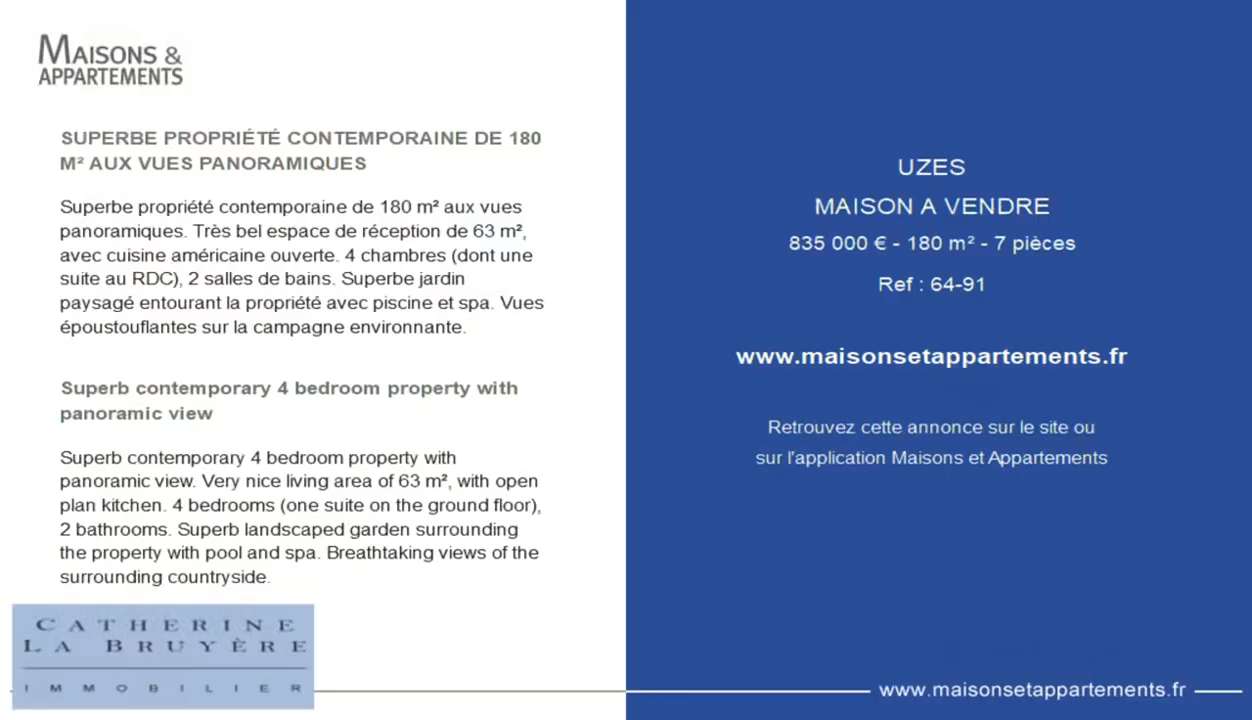 MAISONS &
APPARTEMENTS
SUPERBE PROPRIÉTÉ CONTEMPORAINE DE 180
M² AUX VUES PANORAMIQUES
Superbe propriété contemporaine de 180 m² aux vues
panoramiques. Très bel espace de réception de 63 m²,
avec cuisine américaine ouverte. 4 chambres (dont une
suite au RDC), 2 salles de bains. Superbe jardin
paysagé entourant la propriété avec piscine et spa. Vues
époustouflantes sur la campagne environnante.
Superb contemporary 4 bedroom property with
panoramic view
Superb contemporary 4 bedroom property with
panoramic view. Very nice living area of 63 m², with open
plan kitchen. 4 bedrooms (one suite on the ground floor),
2 bathrooms. Superb landscaped garden surrounding
the property with pool and spa. Breathtaking views of the
surrounding countryside.
CATHERINE
LA BRUYÈRE
IMMOBILIER
UZES
MAISON A VENDRE
835 000 € - 180 m² - 7 pièces
Ref : 64-91
www.maisonsetappartements.fr
Retrouvez cette annonce sur le site ou
sur l'application Maisons et Appartements
www.maisonsetappartements.fr